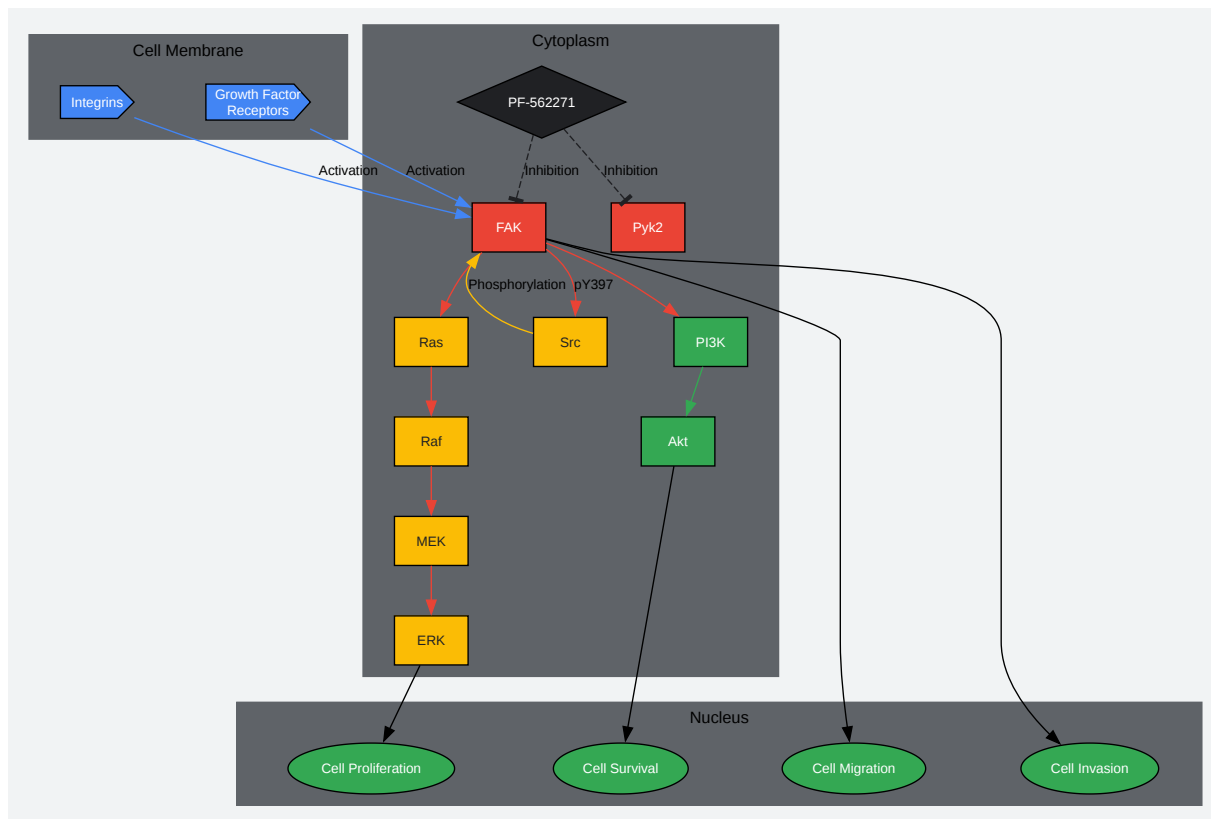 Cell Membrane
Cytoplasm
Integrins
Growth Factor
Receptors
PF-562271
Activation
Activation
Inhibition
Inhibition
FAK
Pyk2
Phosphorylation
pY397
Ras
Src
PI3K
Raf
Akt
MEK
ERK
Nucleus
Cell Proliferation
Cell Survival
Cell Migration
Cell Invasion